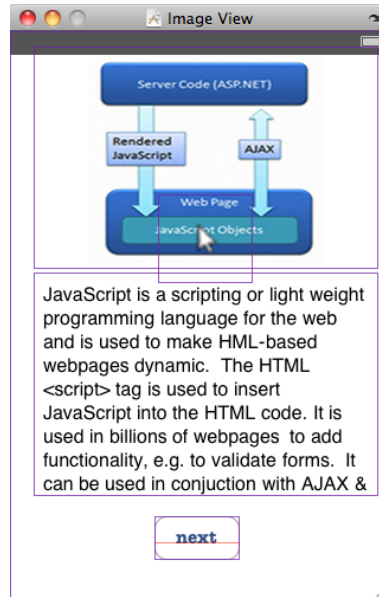 Image View
Server Code (ASP.NET)
Rendered
JavaScript
AJAX
Web Page
JavaScript Objects
JavaScript is a scripting or light weight
programming language for the web
and is used to make HML-based
webpages dynamic.  The HTML
<script> tag is used to insert
JavaScript into the HTML code. It is
used in billions of webpages  to add
functionality, e.g. to validate forms.  It
can be used in conjuction with AJAX &
next